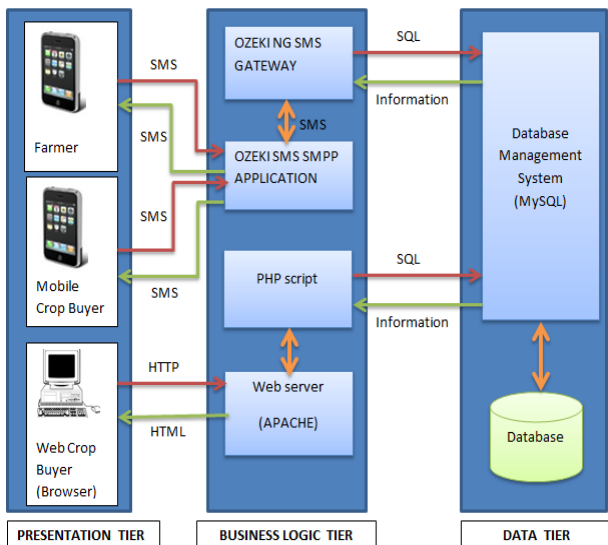 Farmer
Mobile
Crop Buyer
Web Crop
Buyer
(Browser)
SMS
SMS
SMS
SMS
HTTP
HTML
OZEKI NG SMS
GATEWAY
SMS
OZEKI SMS SMPP
APPLICATION
PHP script
Web server
(APACHE)
SQL
Information
SQL
Information
Database
Management
System
(MySQL)
Database
PRESENTATION TIER
BUSINESS LOGIC TIER
DATA TIER